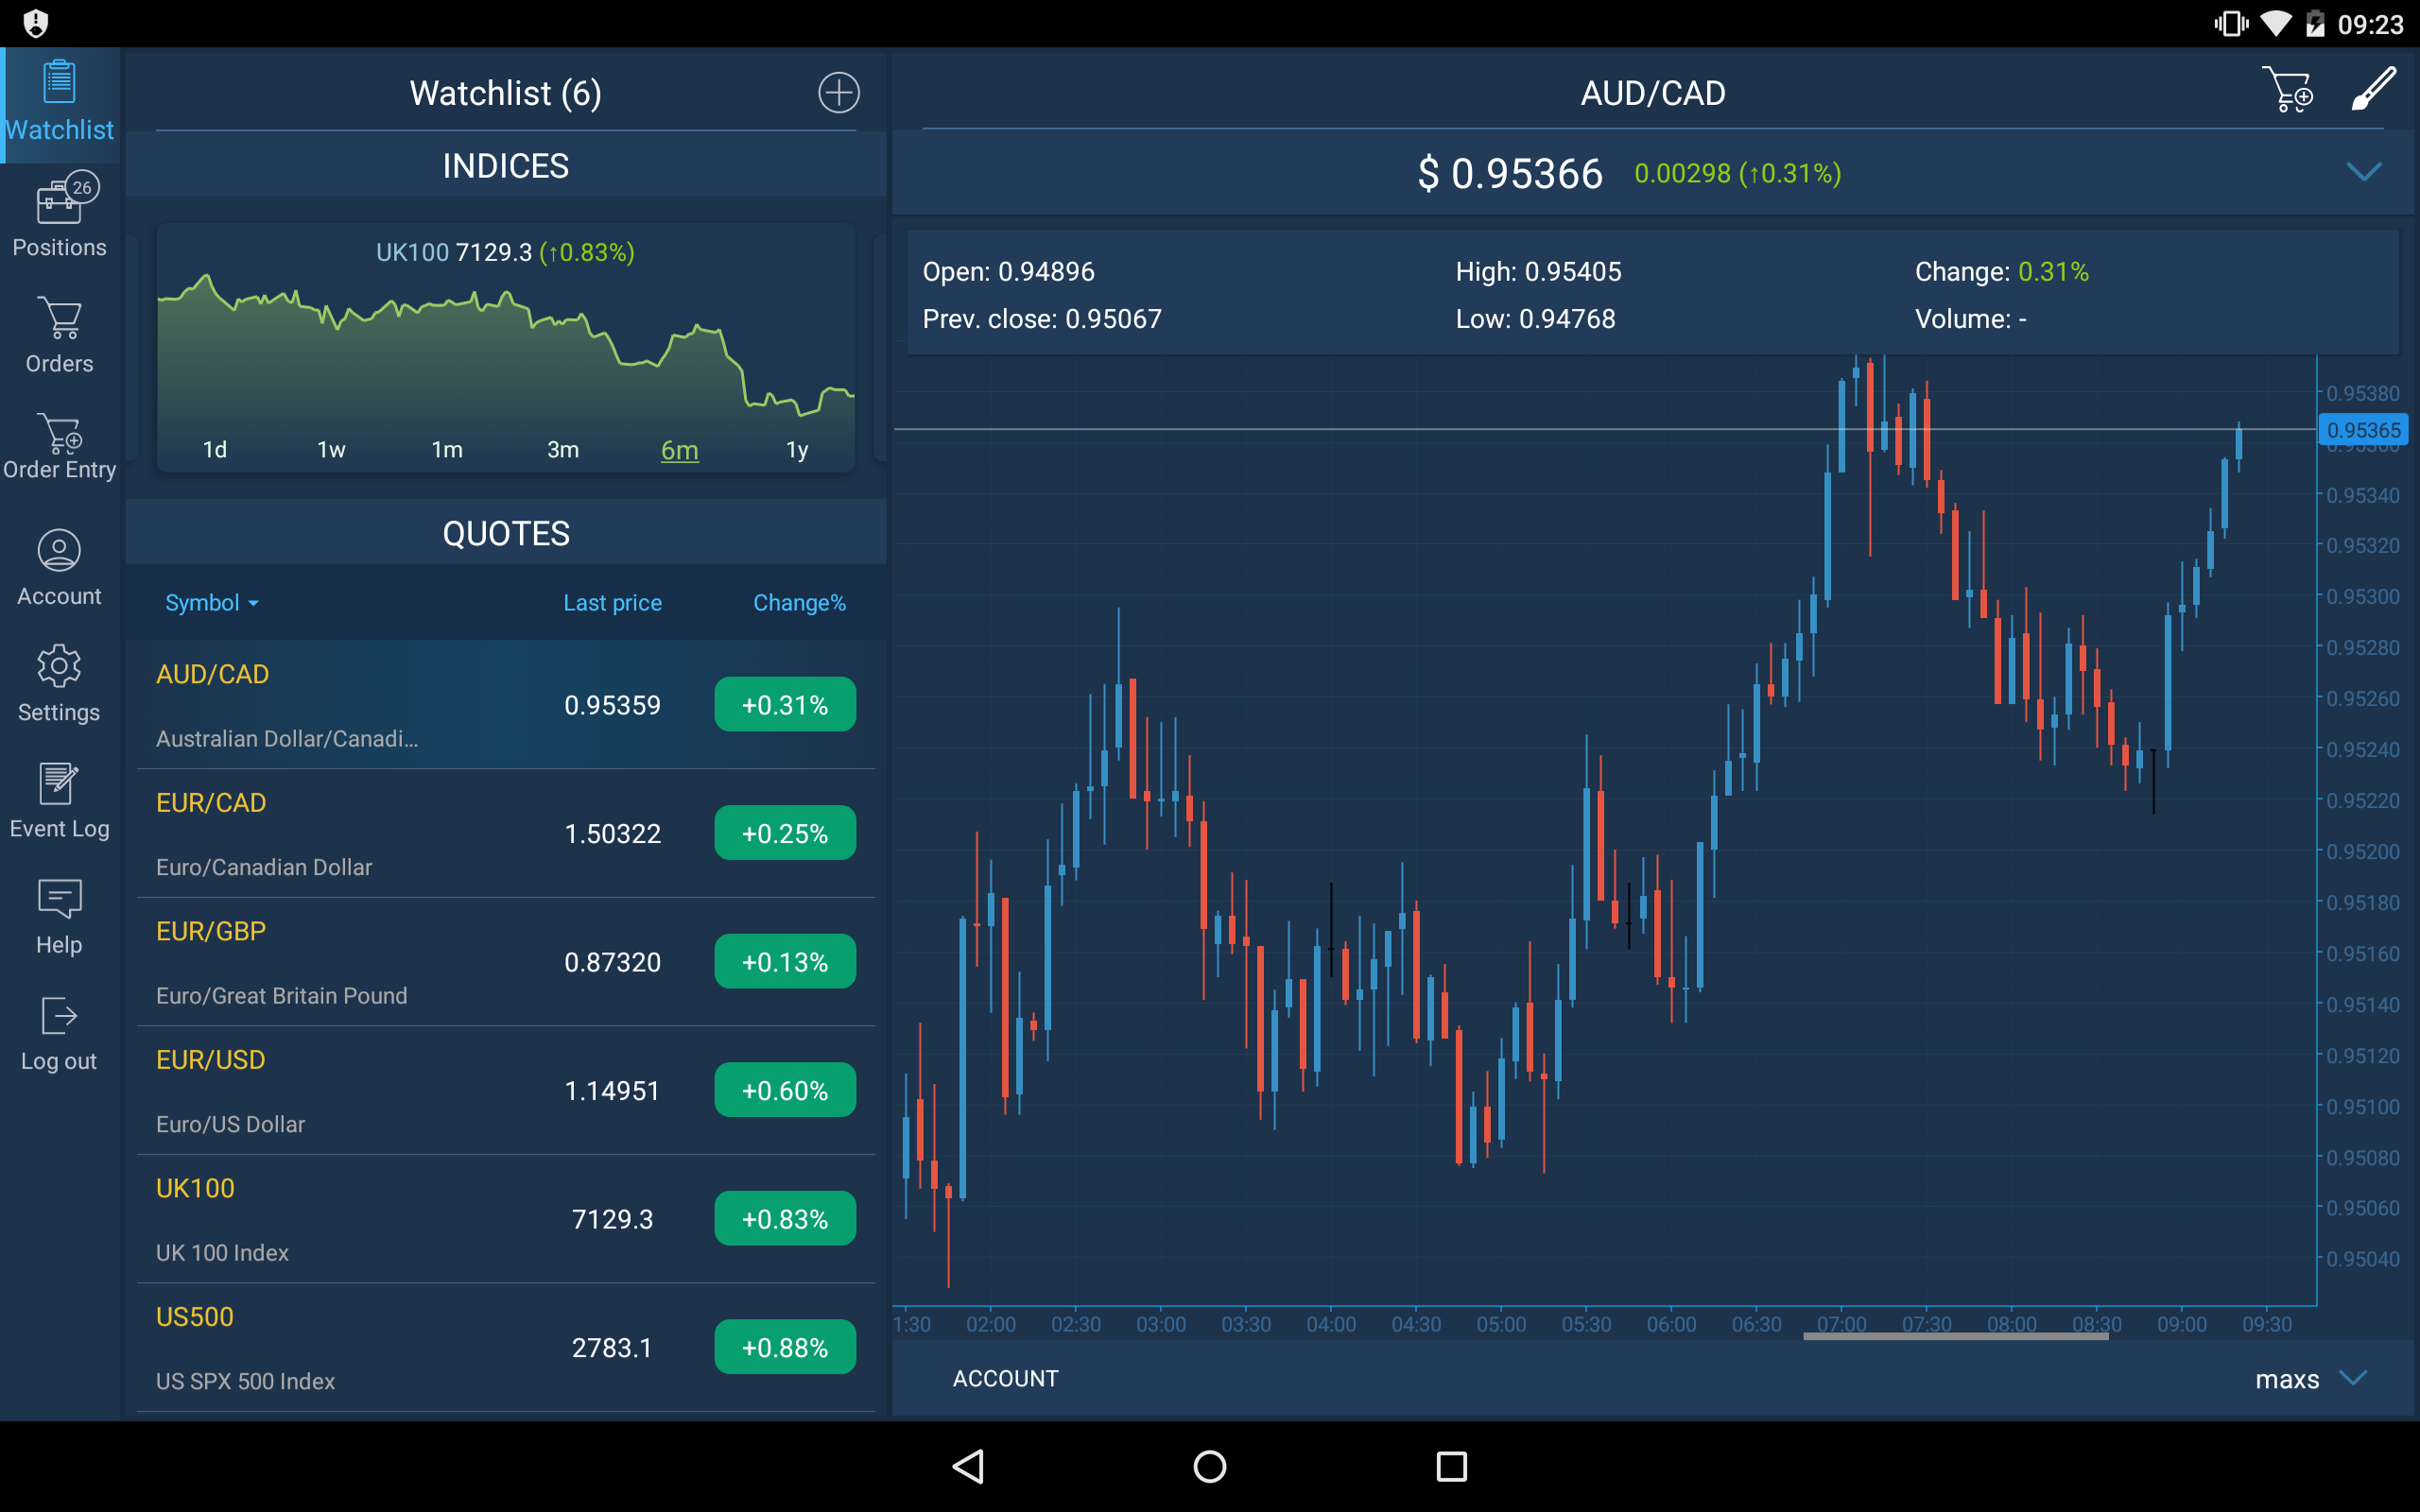 09:23
Watchlist
26
Positions
Orders
Order Entry
Account
Settings
Event Log
Help
Log out
Watchlist (6)
INDICES
UK100 7129.3 (↑0.83%)
1d 1w 1m 3m 6m 1y
QUOTES
Symbol Last price Change%
AUD/CAD
0.95359 +0.31%
Australian Dollar/Canadi...
EUR/CAD
1.50322 +0.25%
Euro/Canadian Dollar
EUR/GBP
0.87320 +0.13%
Euro/Great Britain Pound
EUR/USD
1.14951 +0.60%
Euro/US Dollar
UK100
7129.3 +0.83%
UK 100 Index
US500
2783.1 +0.88%
US SPX 500 Index
AUD/CAD
$ 0.95366 0.00298 (↑0.31%)
Open: 0.94896 High: 0.95405 Change: 0.31%
Prev. close: 0.95067 Low: 0.94768 Volume: -
0.95380
0.95365
0.95360
0.95340
0.95320
0.95300
0.95280
0.95260
0.95240
0.95220
0.95200
0.95180
0.95160
0.95140
0.95120
0.95100
0.95080
0.95060
0.95040
1:30 02:00 02:30 03:00 03:30 04:00 04:30 05:00 05:30 06:00 06:30 07:00 07:30 08:00 08:30 09:00 09:30
ACCOUNT maxs